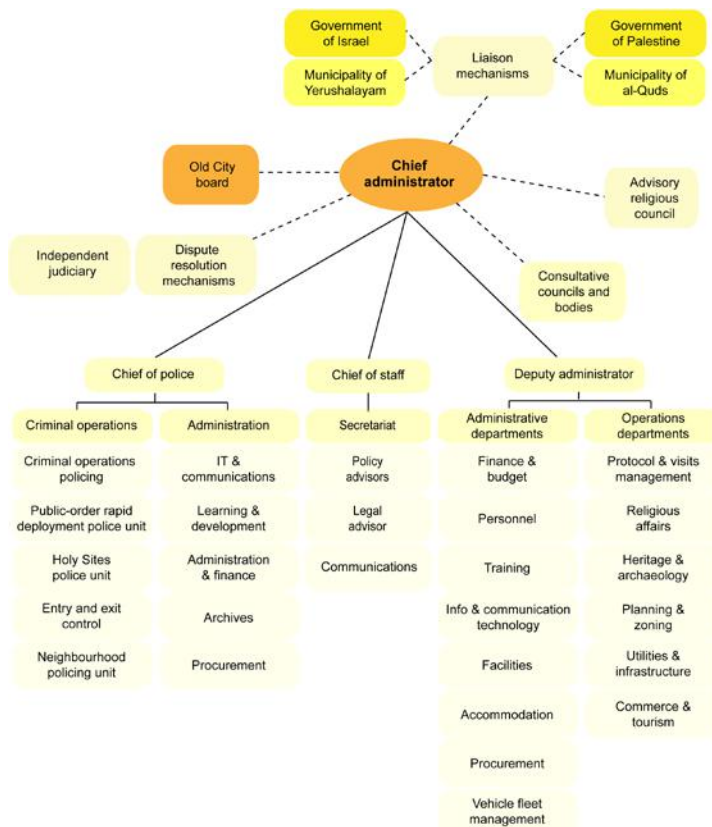 Government
of Israel
Government
of Palestine
Liaison
mechanisms
Municipality of
Yerushalayam
Municipality of
al-Quds
Old City
board
Chief
administrator
Advisory
religious
council
Independent
judiciary
Dispute
resolution
mechanisms
Consultative
councils and
bodies
Chief of police
Chief of staff
Deputy administrator
Criminal operations
Administration
Secretariat
Administrative
departments
Operations
departments
Criminal operations
policing
IT &
communications
Policy
advisors
Finance &
budget
Protocol & visits
management
Public-order rapid
deployment police unit
Learning &
development
Legal
advisor
Personnel
Religious
affairs
Holy Sites
police unit
Administration
& finance
Communications
Training
Heritage &
archaeology
Entry and exit
control
Archives
Info & communication
technology
Planning &
zoning
Neighbourhood
policing unit
Procurement
Facilities
Utilities &
infrastructure
Accommodation
Commerce &
tourism
Procurement
Vehicle fleet
management